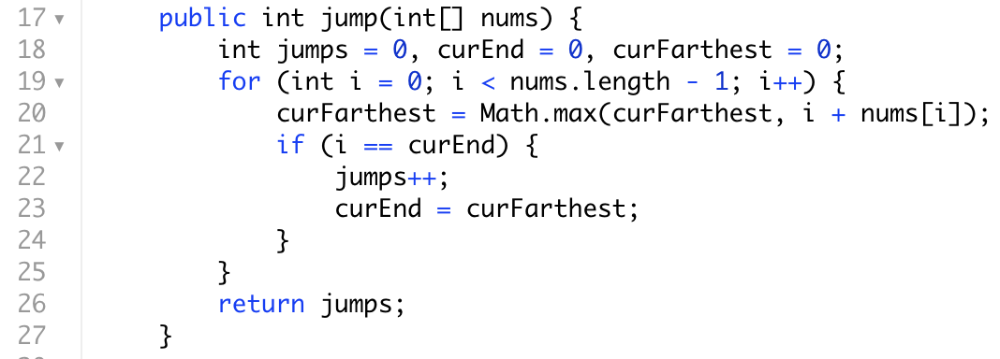 17 ▼ public int jump(int[] nums) {
18 int jumps = 0, curEnd = 0, curFarthest = 0;
19 ▼ for (int i = 0; i < nums.length - 1; i++) {
20 curFarthest = Math.max(curFarthest, i + nums[i]);
21 ▼ if (i == curEnd) {
22 jumps++;
23 curEnd = curFarthest;
24 }
25 }
26 return jumps;
27 }